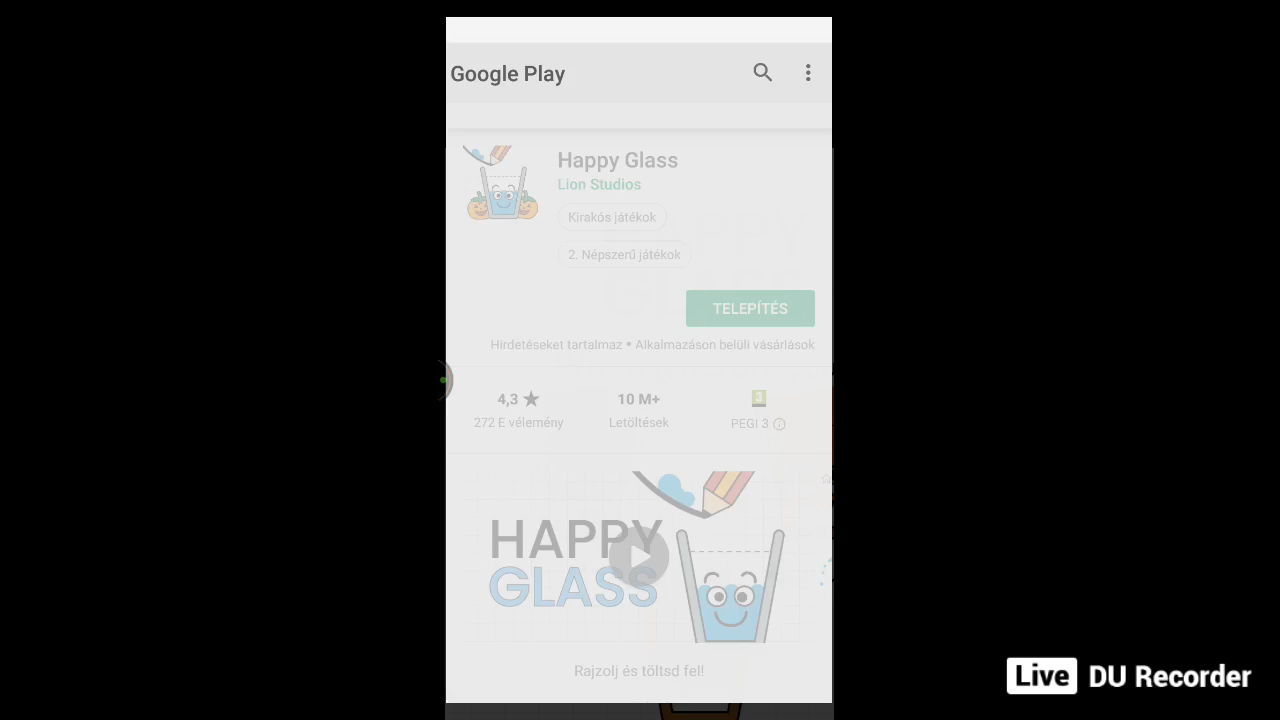 Google Play
Happy Glass
Lion Studios
Kirakós játékok
2. Népszerű játékok
TELEPÍTÉS
Hirdetéseket tartalmaz • Alkalmazáson belüli vásárlások
4,3 ★ 10 M+ 3
272 E vélemény Letöltések PEGI 3
HAPPY
GLASS
Rajzolj és töltsd fel!
Live DU Recorder